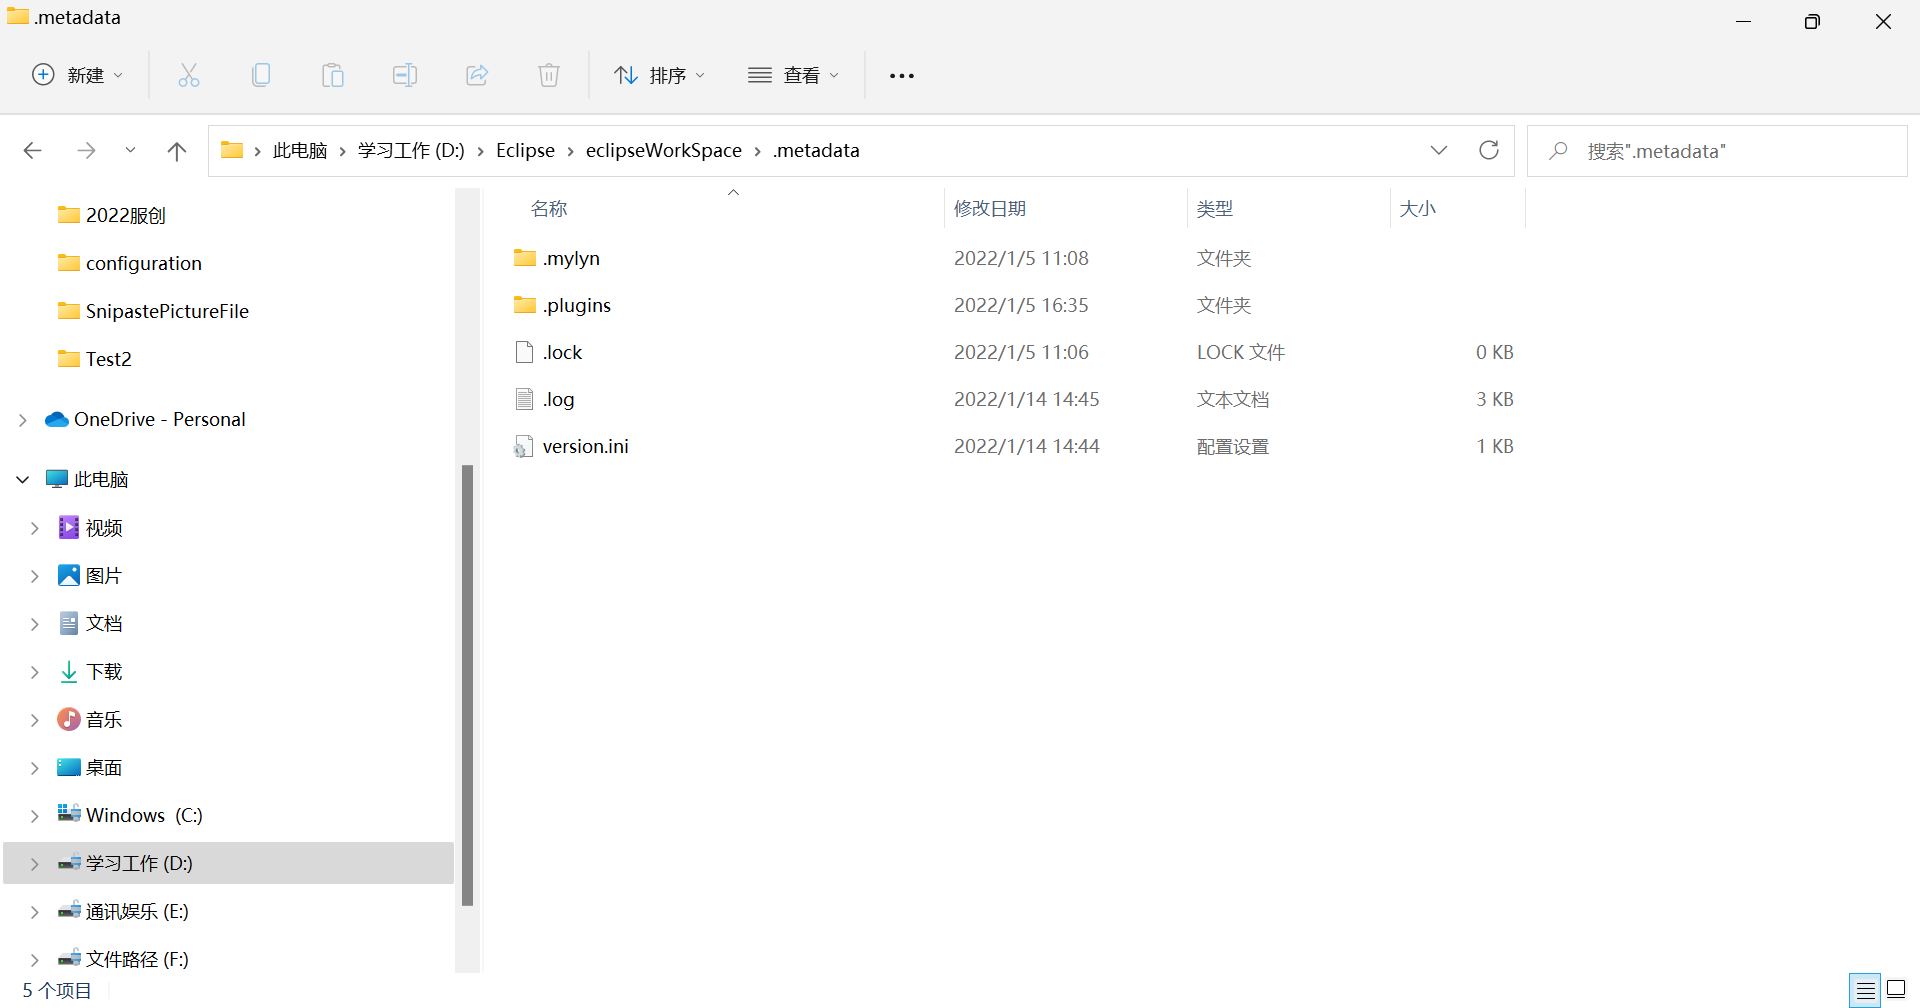 .metadata
新建 排序 查看
此电脑 › 学习工作 (D:) › Eclipse › eclipseWorkSpace › .metadata 搜索".metadata"
2022服创
configuration
SnipastePictureFile
Test2
OneDrive - Personal
此电脑
视频
图片
文档
下载
音乐
桌面
Windows (C:)
学习工作 (D:)
通讯娱乐 (E:)
文件路径 (F:)
名称 修改日期 类型 大小
.mylyn 2022/1/5 11:08 文件夹
.plugins 2022/1/5 16:35 文件夹
.lock 2022/1/5 11:06 LOCK 文件 0 KB
.log 2022/1/14 14:45 文本文档 3 KB
version.ini 2022/1/14 14:44 配置设置 1 KB
5 个项目